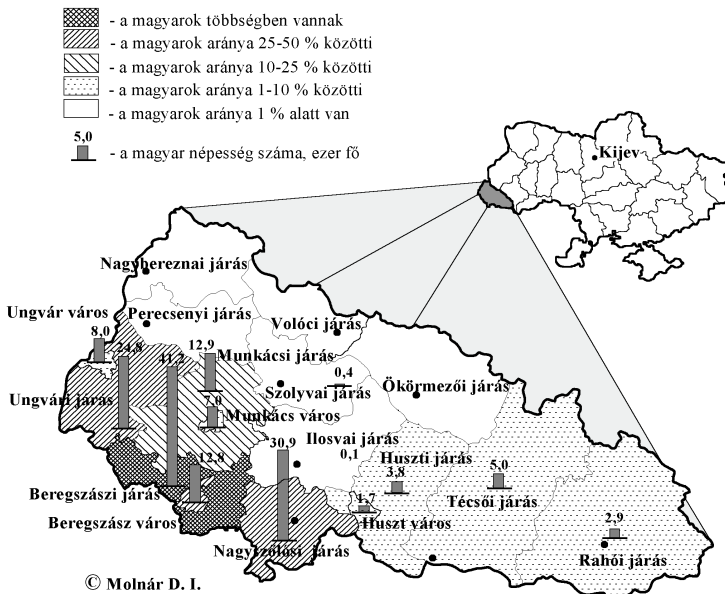 - a magyarok többségben vannak
- a magyarok aránya 25-50 % közötti
- a magyarok aránya 10-25 % közötti
- a magyarok aránya 1-10 % közötti
- a magyarok aránya 1 % alatt van
5,0
- a magyar népesség száma, ezer fő
Kijev
Nagybereznai járás
Ungvár város
8,0
Perecsenyi járás
Volóci járás
24,8
41,2
12,9
Munkácsi járás
0,4
Szolyvai járás
Ökörmezői járás
Ungvári járás
7,0
Munkács város
30,9
Ilosvai járás
0,1
12,8
Huszti járás
3,8
5,0
Beregszászi járás
1,7
Técsői járás
Beregszász város
Huszt város
2,9
Nagyszőlősi járás
Rahói járás
© Molnár D. I.